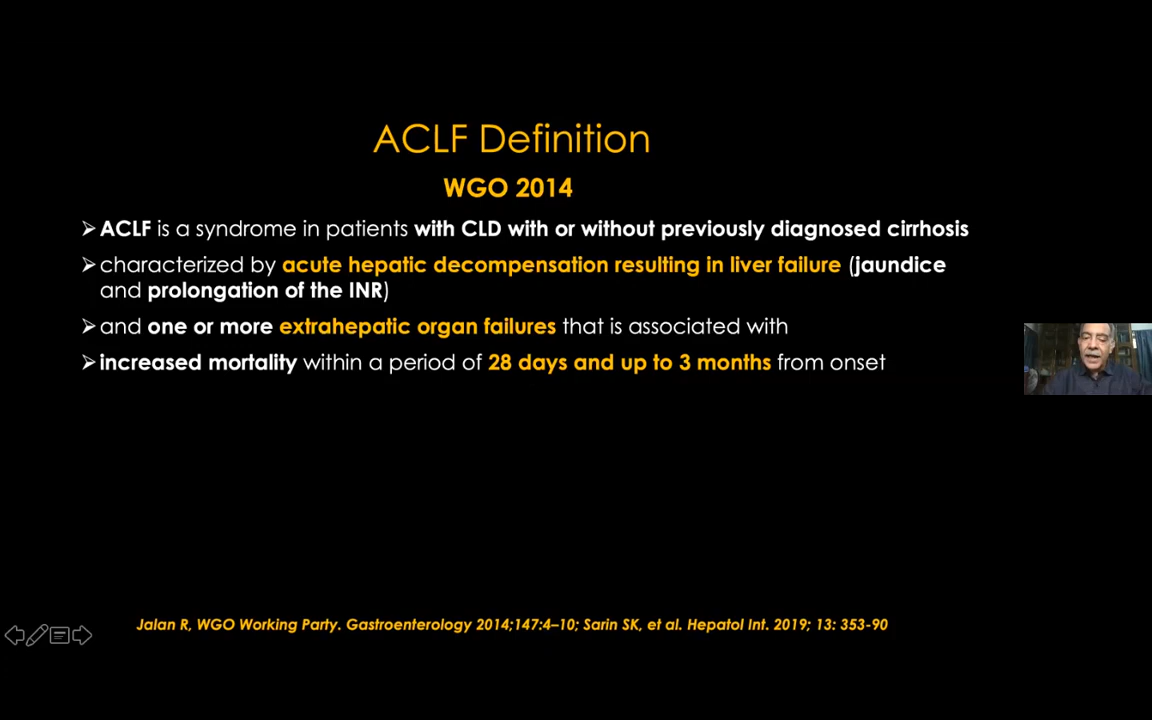 ACLF Definition
WGO 2014
➢ACLF is a syndrome in patients with CLD with or without previously diagnosed cirrhosis
➢characterized by acute hepatic decompensation resulting in liver failure (jaundice
and prolongation of the INR)
➢and one or more extrahepatic organ failures that is associated with
➢increased mortality within a period of 28 days and up to 3 months from onset
Jalan R, WGO Working Party. Gastroenterology 2014;147:4–10; Sarin SK, et al. Hepatol Int. 2019; 13: 353-90